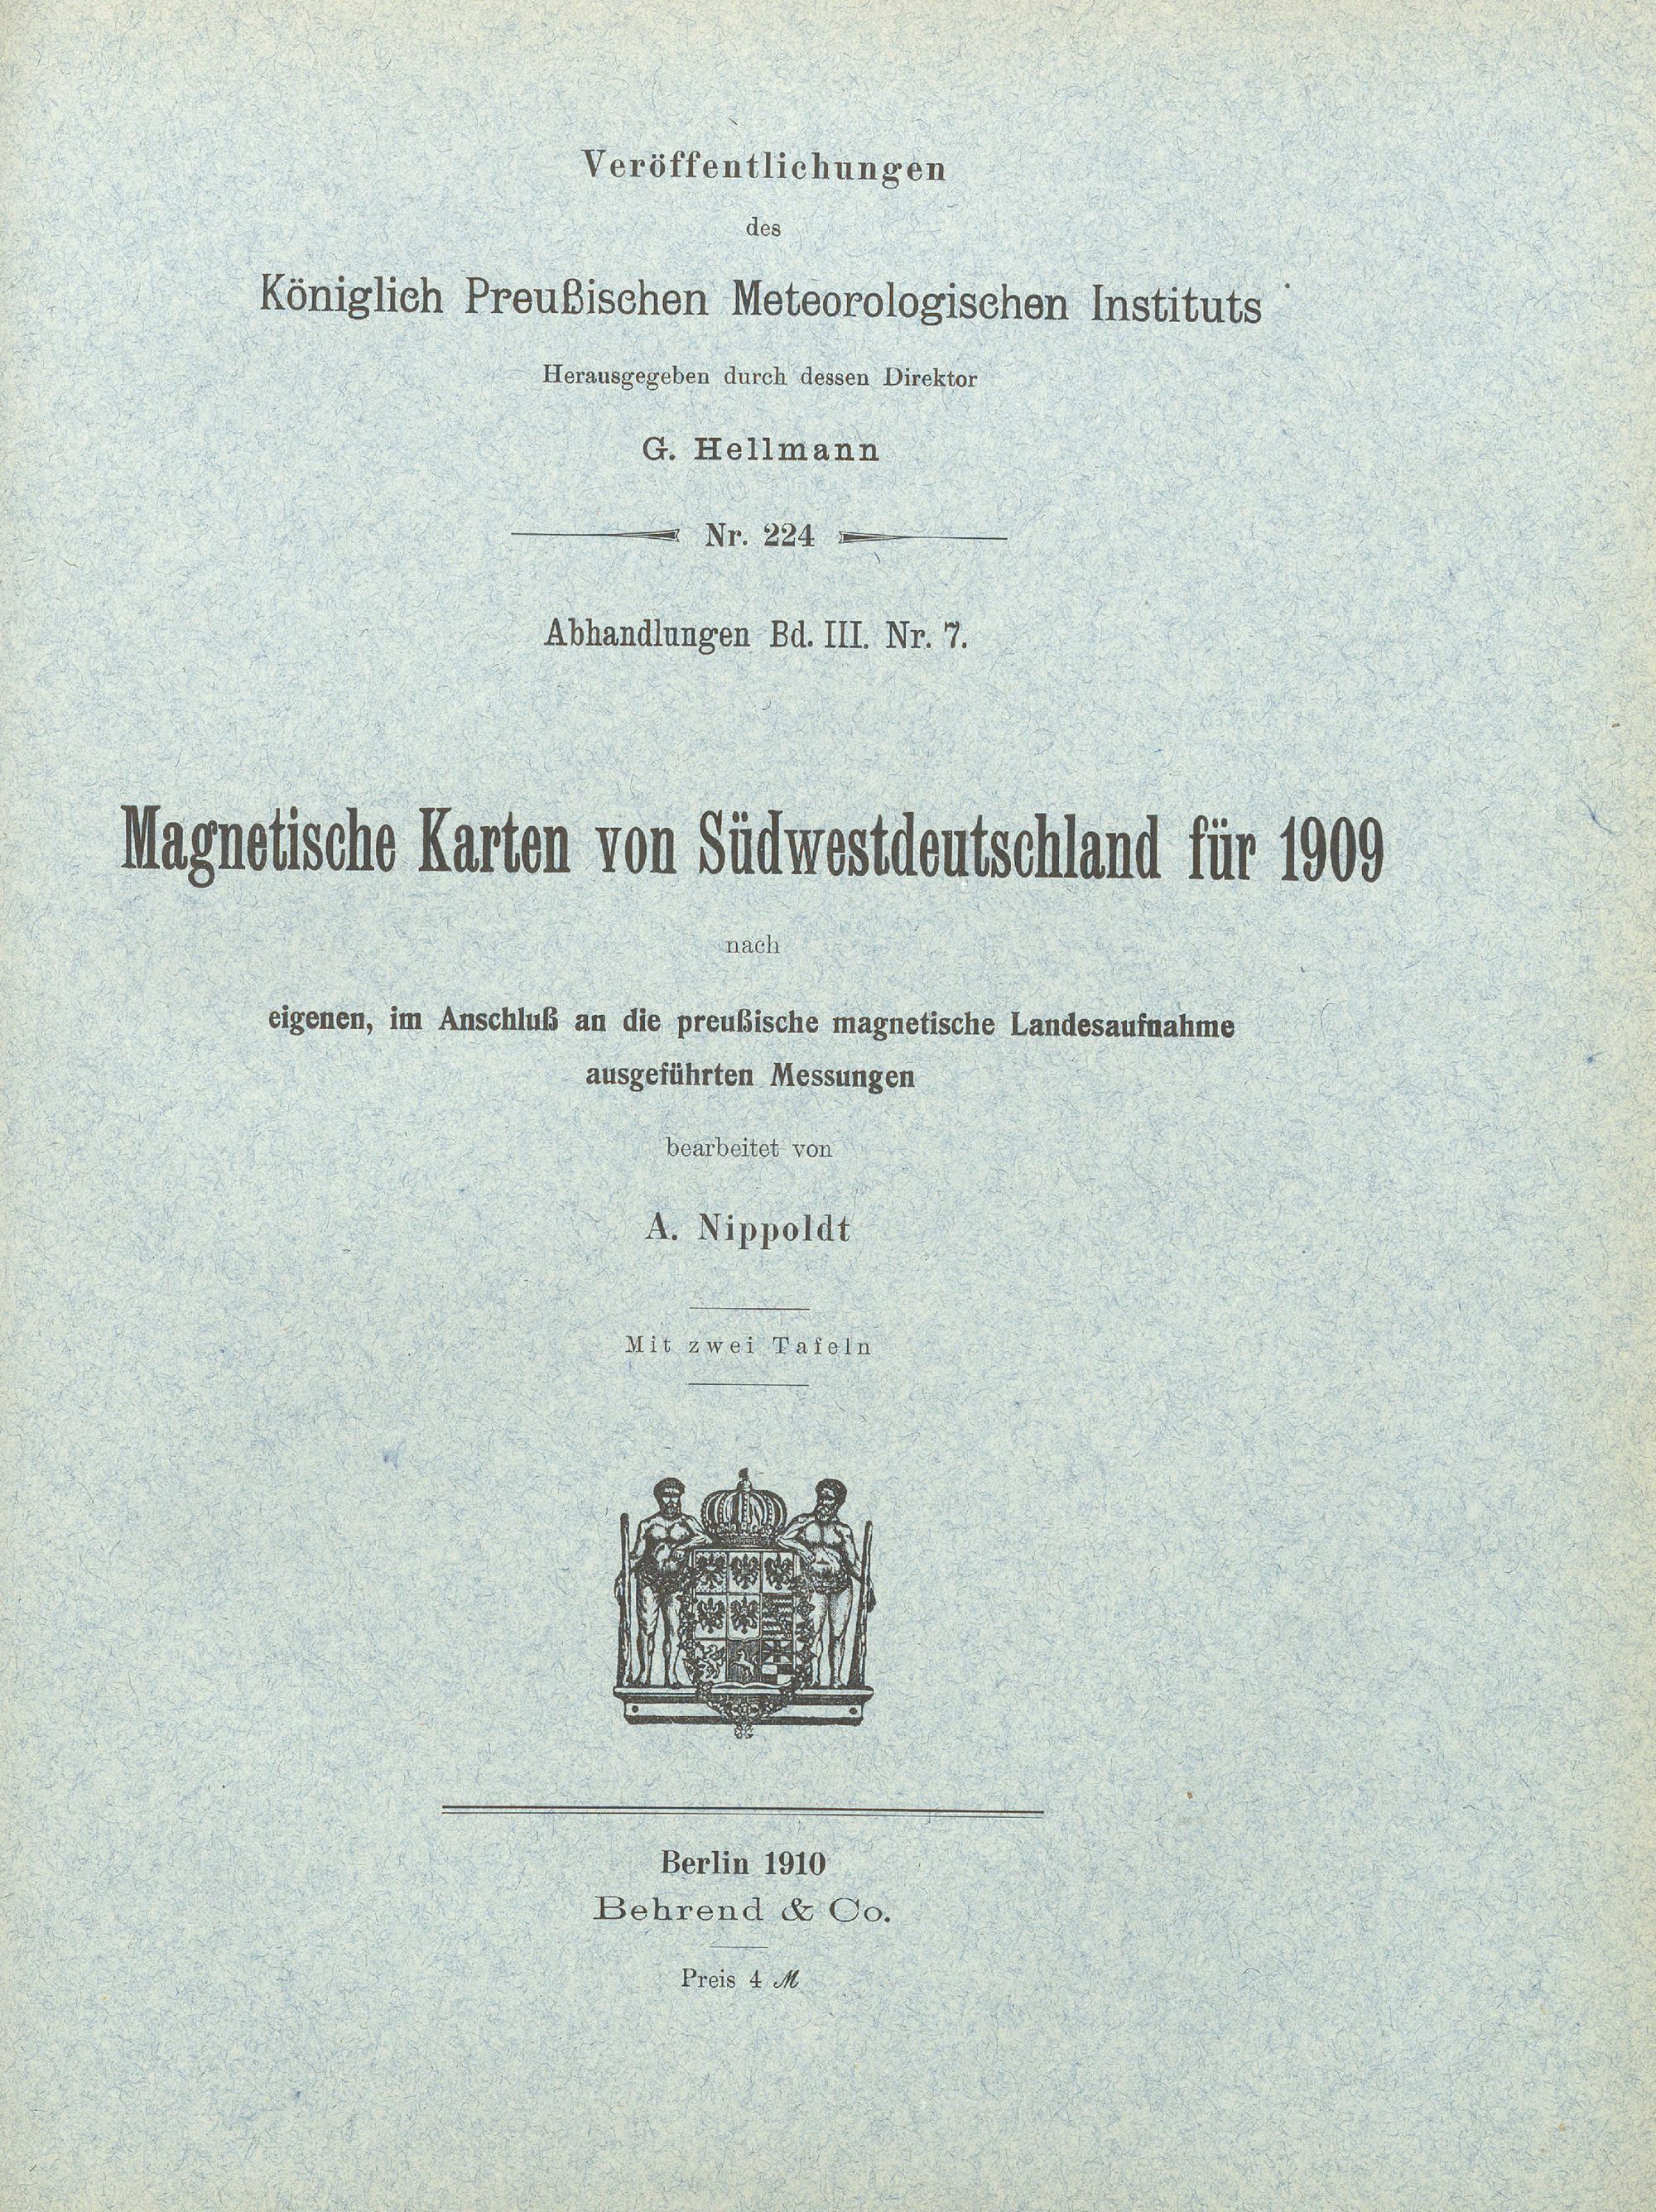 Veröffentlichungen
des
Königlich Preußischen Meteorologischen Instituts
Herausgegeben durch dessen Direktor
G. Hellmann
Nr. 224
Abhandlungen Bd. III. Nr. 7.
Magnetische Karten von Südwestdeutschland für 1909
nach
eigenen, im Anschluß an die preußische magnetische Landesaufnahme
ausgeführten Messungen
bearbeitet von
A. Nippoldt
Mit zwei Tafeln
Berlin 1910
Behrend & Co.
Preis 4 ℳ